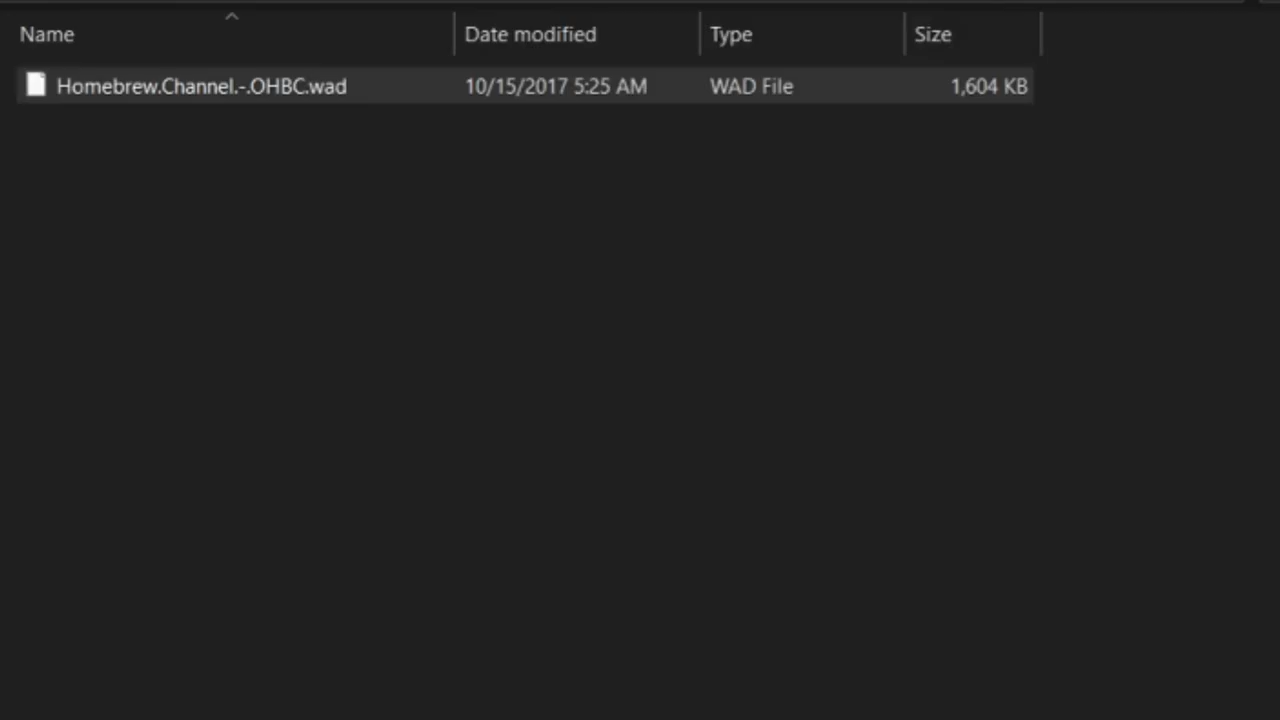 Name Date modified Type Size
Homebrew.Channel.-.OHBC.wad 10/15/2017 5:25 AM WAD File 1,604 KB